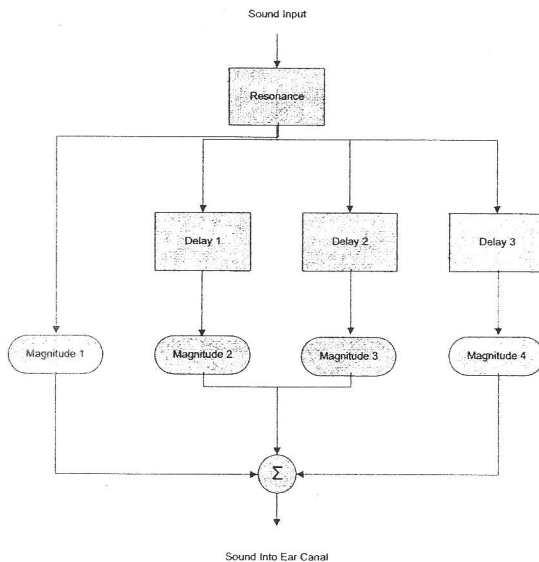 Sound Input
Resonance
Delay 1
Delay 2
Delay 3
Magnitude 1
Magnitude 2
Magnitude 3
Magnitude 4
Σ
Sound Into Ear Canal